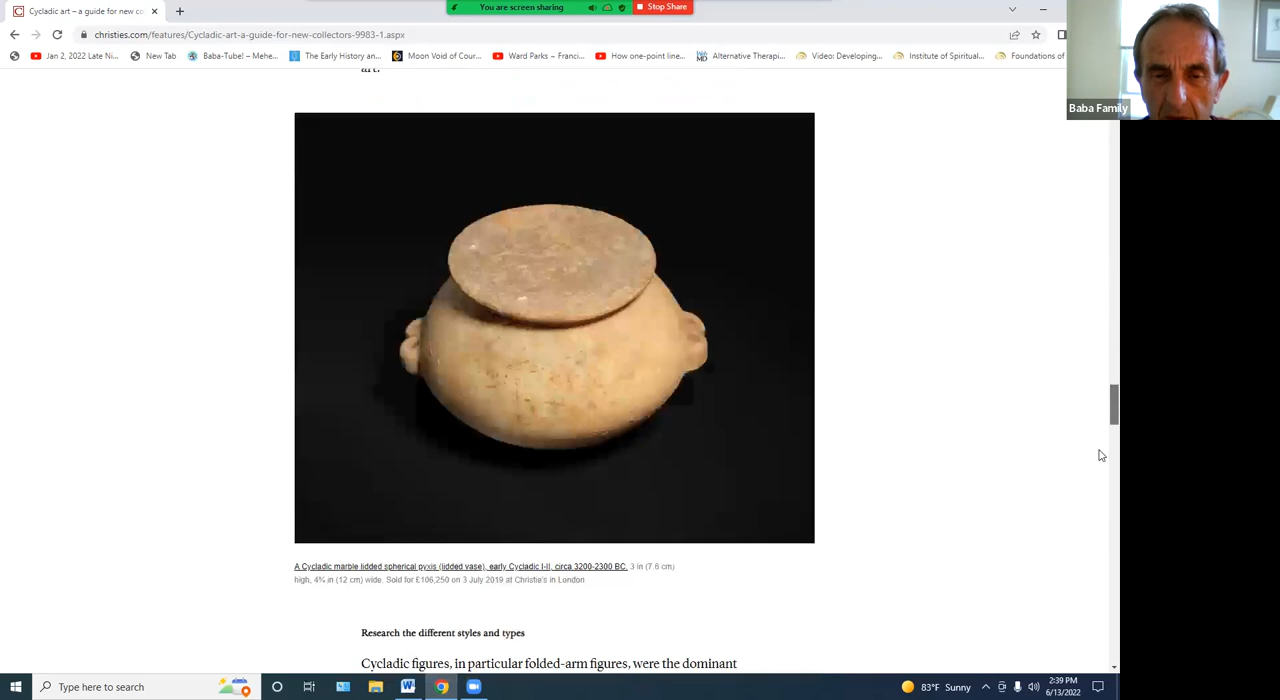 Cycladic art – a guide for new co
You are screen sharing
Stop Share
christies.com/features/Cycladic-art-a-guide-for-new-collectors-9983-1.aspx
Jan 2, 2022 Late Ni...
New Tab
Baba-Tube! – Mehe...
The Early History an...
Moon Void of Cour...
Ward Parks – Franci...
How one-point line...
Alternative Therapi...
Video: Developing...
Institute of Spiritual...
Foundations of
art.
Baba Family
A Cycladic marble lidded spherical pyxis (lidded vase), early Cycladic I-II, circa 3200-2300 BC. 3 in (7.6 cm)
high, 4¾ in (12 cm) wide. Sold for £106,250 on 3 July 2019 at Christie's in London
Research the different styles and types
Cycladic figures, in particular folded-arm figures, were the dominant
Type here to search
83°F Sunny
2:39 PM
6/13/2022